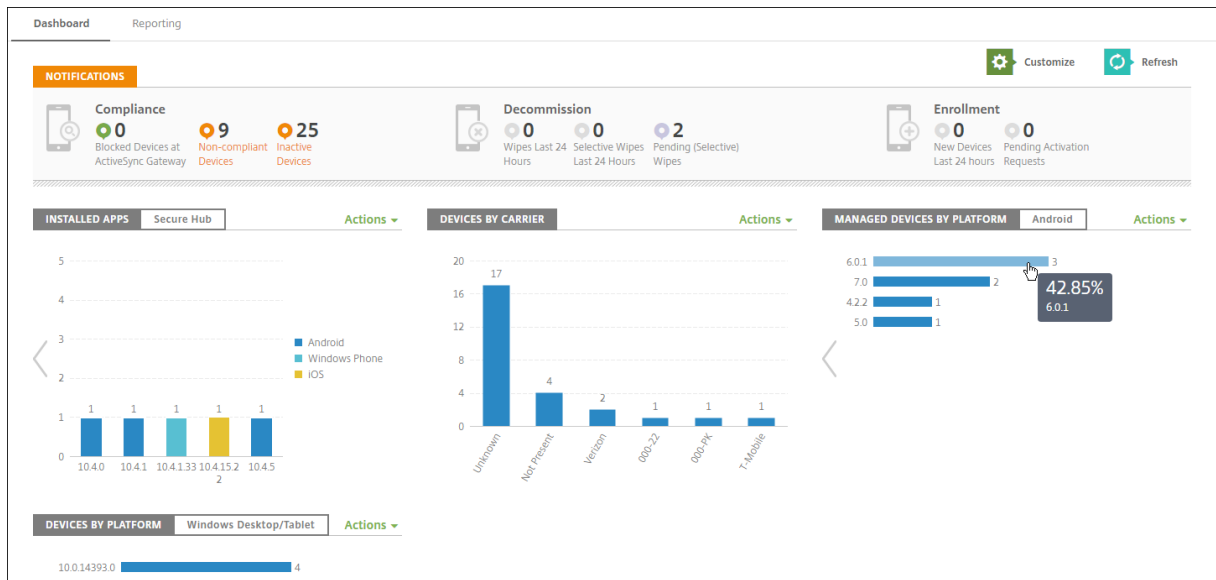 Dashboard Reporting
Customize Refresh
NOTIFICATIONS
Compliance
0 9 25
Blocked Devices at Non-compliant Inactive
ActiveSync Gateway Devices Devices
Decommission
0 0 2
Wipes Last 24 Selective Wipes Pending (Selective)
Hours Last 24 Hours Wipes
Enrollment
0 0
New Devices Pending Activation
Last 24 hours Requests
INSTALLED APPS Secure Hub Actions
5
4
3
2
1
0
1 1 1 1 1
10.4.0 10.4.1 10.4.1.33 10.4.15.2 10.4.5
2
Android
Windows Phone
iOS
DEVICES BY CARRIER Actions
20
16
12
8
4
0
17
4
2
1
1
1
Unknown
Not Present
Verizon
000-22
000-PK
T-Mobile
MANAGED DEVICES BY PLATFORM Android Actions
6.0.1 3
7.0 2
4.2.2 1
5.0 1
42.85%
6.0.1
DEVICES BY PLATFORM Windows Desktop/Tablet Actions
10.0.14393.0 4